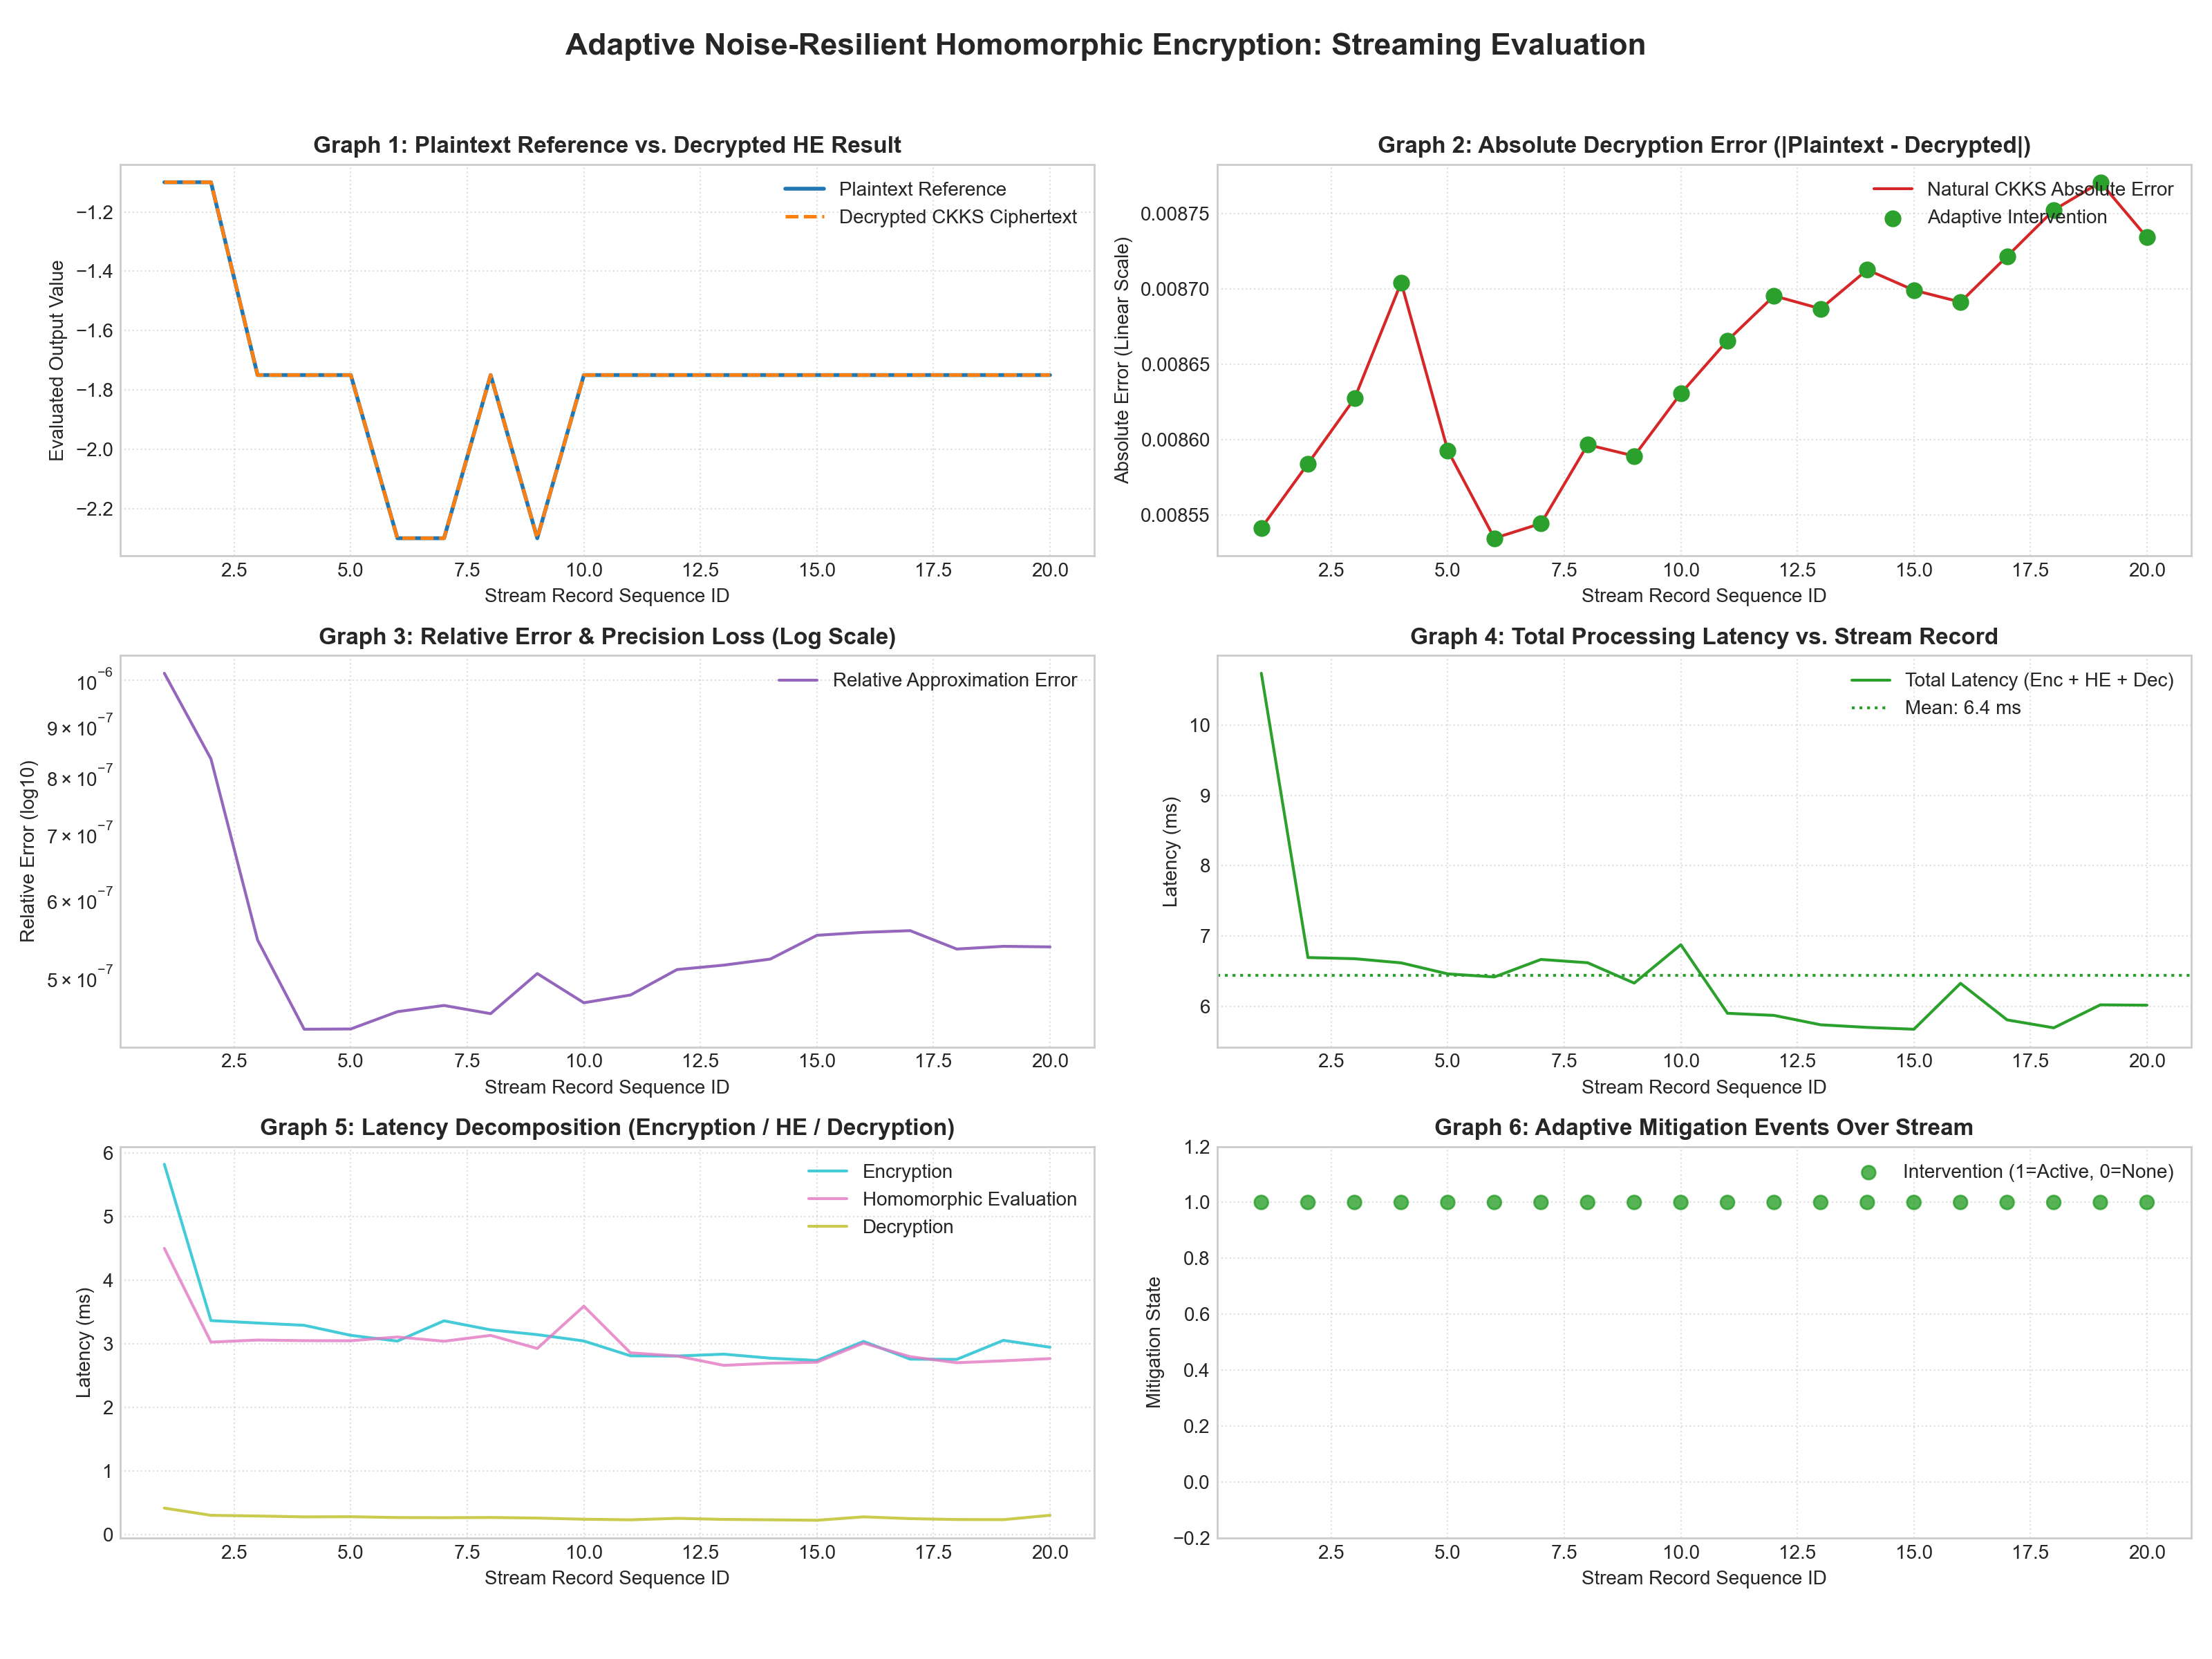 Adaptive Noise-Resilient Homomorphic Encryption: Streaming Evaluation
Graph 1: Plaintext Reference vs. Decrypted HE Result
Plaintext Reference
Decrypted CKKS Ciphertext
Evaluated Output Value
−1.2
−1.4
−1.6
−1.8
−2.0
−2.2
2.5 5.0 7.5 10.0 12.5 15.0 17.5 20.0
Stream Record Sequence ID
Graph 2: Absolute Decryption Error (|Plaintext - Decrypted|)
Natural CKKS Absolute Error
Adaptive Intervention
Absolute Error (Linear Scale)
0.00875
0.00870
0.00865
0.00860
0.00855
2.5 5.0 7.5 10.0 12.5 15.0 17.5 20.0
Stream Record Sequence ID
Graph 3: Relative Error & Precision Loss (Log Scale)
Relative Approximation Error
Relative Error (log10)
10⁻⁶
9 × 10⁻⁷
8 × 10⁻⁷
7 × 10⁻⁷
6 × 10⁻⁷
5 × 10⁻⁷
2.5 5.0 7.5 10.0 12.5 15.0 17.5 20.0
Stream Record Sequence ID
Graph 4: Total Processing Latency vs. Stream Record
Total Latency (Enc + HE + Dec)
Mean: 6.4 ms
Latency (ms)
10
9
8
7
6
2.5 5.0 7.5 10.0 12.5 15.0 17.5 20.0
Stream Record Sequence ID
Graph 5: Latency Decomposition (Encryption / HE / Decryption)
Encryption
Homomorphic Evaluation
Decryption
Latency (ms)
6
5
4
3
2
1
0
2.5 5.0 7.5 10.0 12.5 15.0 17.5 20.0
Stream Record Sequence ID
Graph 6: Adaptive Mitigation Events Over Stream
Intervention (1=Active, 0=None)
Mitigation State
1.2
1.0
0.8
0.6
0.4
0.2
0.0
−0.2
2.5 5.0 7.5 10.0 12.5 15.0 17.5 20.0
Stream Record Sequence ID